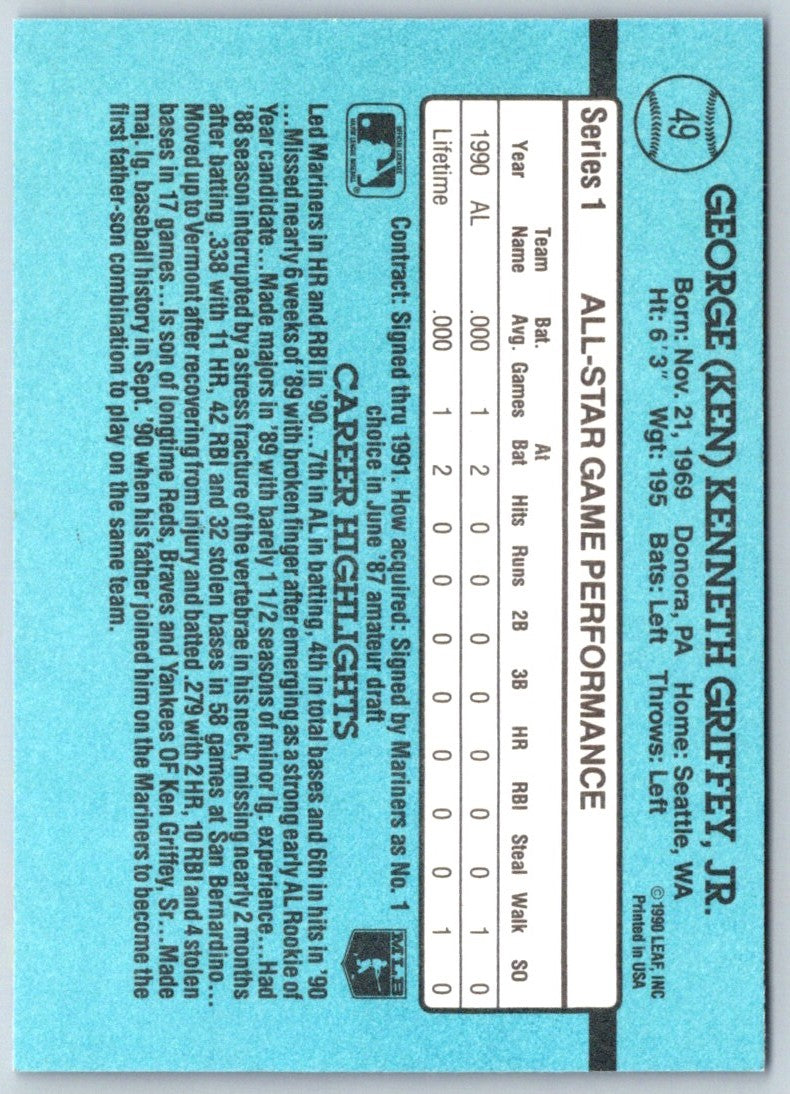 49
GEORGE (KEN) KENNETH GRIFFEY, JR.
Born: Nov. 21, 1969 Donora, PA Home: Seattle, WA
Ht: 6'3" Wgt: 195 Bats: Left Throws: Left
© 1990 LEAF, INC
Printed in USA
Series 1 ALL-STAR GAME PERFORMANCE
Year Team Name Bat. Avg. Games At Bat Hits Runs 2B 3B HR RBI Steal Walk SO
1990 AL .000 1 2 0 0 0 0 0 0 0 1 0
Lifetime .000 1 2 0 0 0 0 0 0 0 1 0
Contract: Signed thru 1991. How acquired: Signed by Mariners as No. 1
choice in June '87 amateur draft
MLB
CAREER HIGHLIGHTS
Led Mariners in HR and RBI in '90...7th in AL in batting, 4th in total bases and 6th in hits in '90
...Missed nearly 6 weeks of '89 with broken finger after emerging as a strong early AL Rookie of
Year candidate...Made majors in '89 with barely 1 1/2 seasons of minor lg. experience...Had
'88 season interrupted by a stress fracture of the vertebrae in his neck, missing nearly 2 months
after batting .338 with 11 HR, 42 RBI and 32 stolen bases in 58 games at San Bernardino...
Moved up to Vermont after recovering from injury and batted .279 with 2 HR, 10 RBI and 4 stolen
bases in 17 games...Is son of longtime Reds, Braves and Yankees OF Ken Griffey, Sr...Made
maj. lg. baseball history in Sept. '90 when his father joined him on the Mariners to become the
first father-son combination to play on the same team.